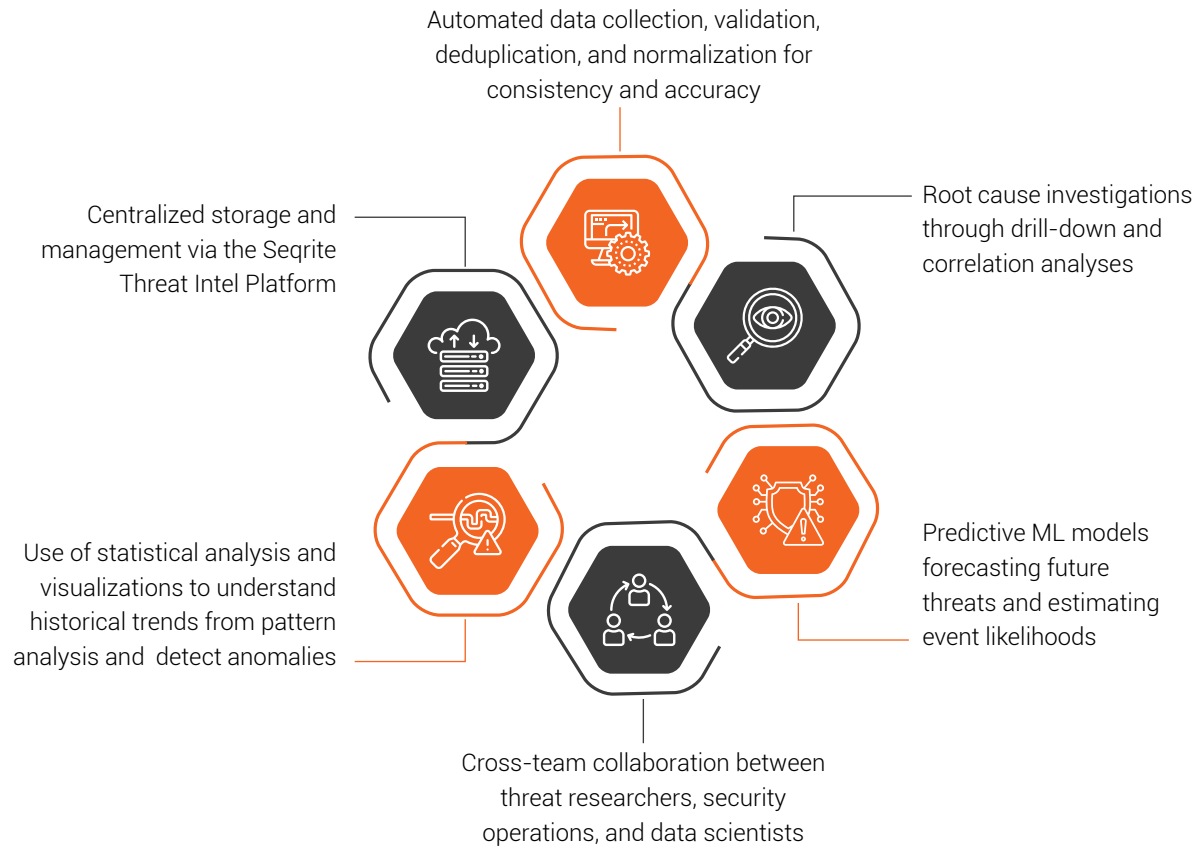 Automated data collection, validation,
deduplication, and normalization for
consistency and accuracy
Centralized storage and
management via the Seqrite
Threat Intel Platform
Root cause investigations
through drill-down and
correlation analyses
Use of statistical analysis and
visualizations to understand
historical trends from pattern
analysis and  detect anomalies
Predictive ML models
forecasting future
threats and estimating
event likelihoods
Cross-team collaboration between
threat researchers, security
operations, and data scientists